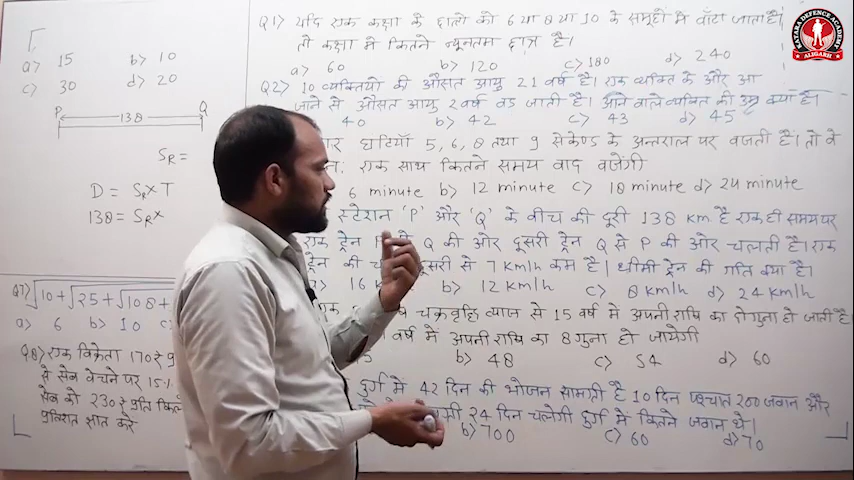 Γ,
a> 15 b> 10
c> 30 d> 20
P 138 Q
SR =
D = SR x T
138 = SR x
Q7> √10 + √25 + √108 +
a> 6 b> 10 c>
Q8> एक विक्रेता 170 ₹ प्र
से सेब बेचने पर 15%
सेब को 230 ₹ प्रति किलो
प्रतिशत ज्ञात करे
Q1> यदि एक कक्षा के छात्रो को 6 या 8 या 10 के समूहों में बाँटा जाता है।
तो कक्षा में कितने न्यूनतम छात्र है।
a> 60 b> 120 c> 180 d> 240
Q2> 10 व्यक्तियों की औसत आयु 21 वर्ष है। एक व्यक्ति के और आ
जाने से औसत आयु 2 वर्ष बड जाती है। आने वाले व्यक्ति की उम्र क्या है।
40 b> 42 c> 43 d> 45
घंटियाँ 5, 6, 8 तथा 9 सेकेण्ड के अन्तराल पर बजती है। तो वे
एक साथ कितने समय बाद बजेंगी
6 minute b> 12 minute c> 18 minute d> 24 minute
स्टेशन 'P' और 'Q' के बीच की दूरी 138 km है एक ही समय पर
एक ट्रेन P Q की ओर दूसरी ट्रेन Q से P की ओर चलती है। एक
ट्रेन की दूसरी से 7 km/h कम है। धीमी ट्रेन की गति क्या है।
a> 16 k b> 12 km/h c> 8 km/h d> 24 km/h
चक्रवृद्धि ब्याज से 15 वर्ष में अपनी राशि का दोगुना हो जाती है
वर्ष में अपनी राशि का 8 गुना हो जायेगी
5 b> 48 c> 54 d> 60
दुर्ग मे 42 दिन की भोजन सामग्री है 10 दिन पश्चात 200 जवान और
24 दिन चलेगी दुर्ग में कितने जवान थे।
b> 700 c> 60 d> 70
KATARA DEFENCE ACADEMY
ALIGARH